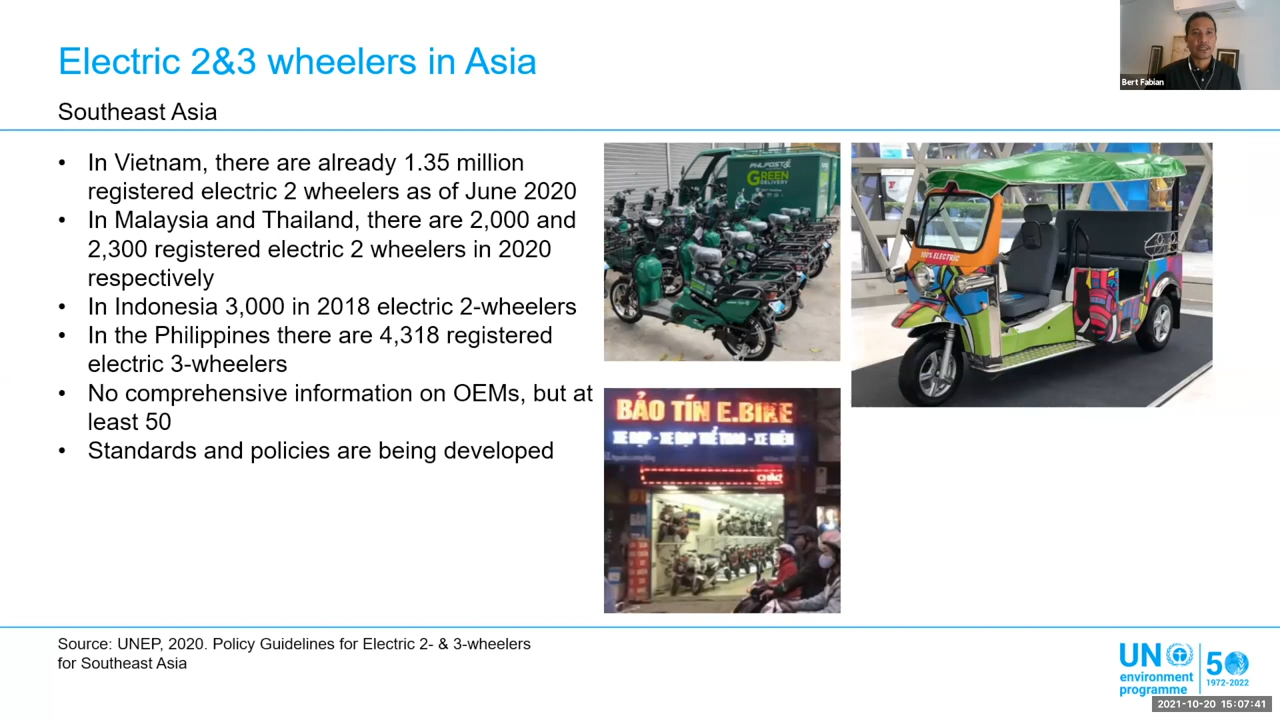 Electric 2&3 wheelers in Asia
Bert Fabian
Southeast Asia
• In Vietnam, there are already 1.35 million
registered electric 2 wheelers as of June 2020
• In Malaysia and Thailand, there are 2,000 and
2,300 registered electric 2 wheelers in 2020
respectively
• In Indonesia 3,000 in 2018 electric 2-wheelers
• In the Philippines there are 4,318 registered
electric 3-wheelers
• No comprehensive information on OEMs, but at
least 50
• Standards and policies are being developed
PHLPOST
GREEN
DELIVERY
100% ELECTRIC
BẢO TÍN E.BIKE
XE ĐẠP - XE ĐẠP THỂ THAO - XE ĐIỆN
CHÀO
Source: UNEP, 2020. Policy Guidelines for Electric 2- & 3-wheelers
for Southeast Asia
UN
environment
programme
50
1972-2022
2021-10-20 15:07:41